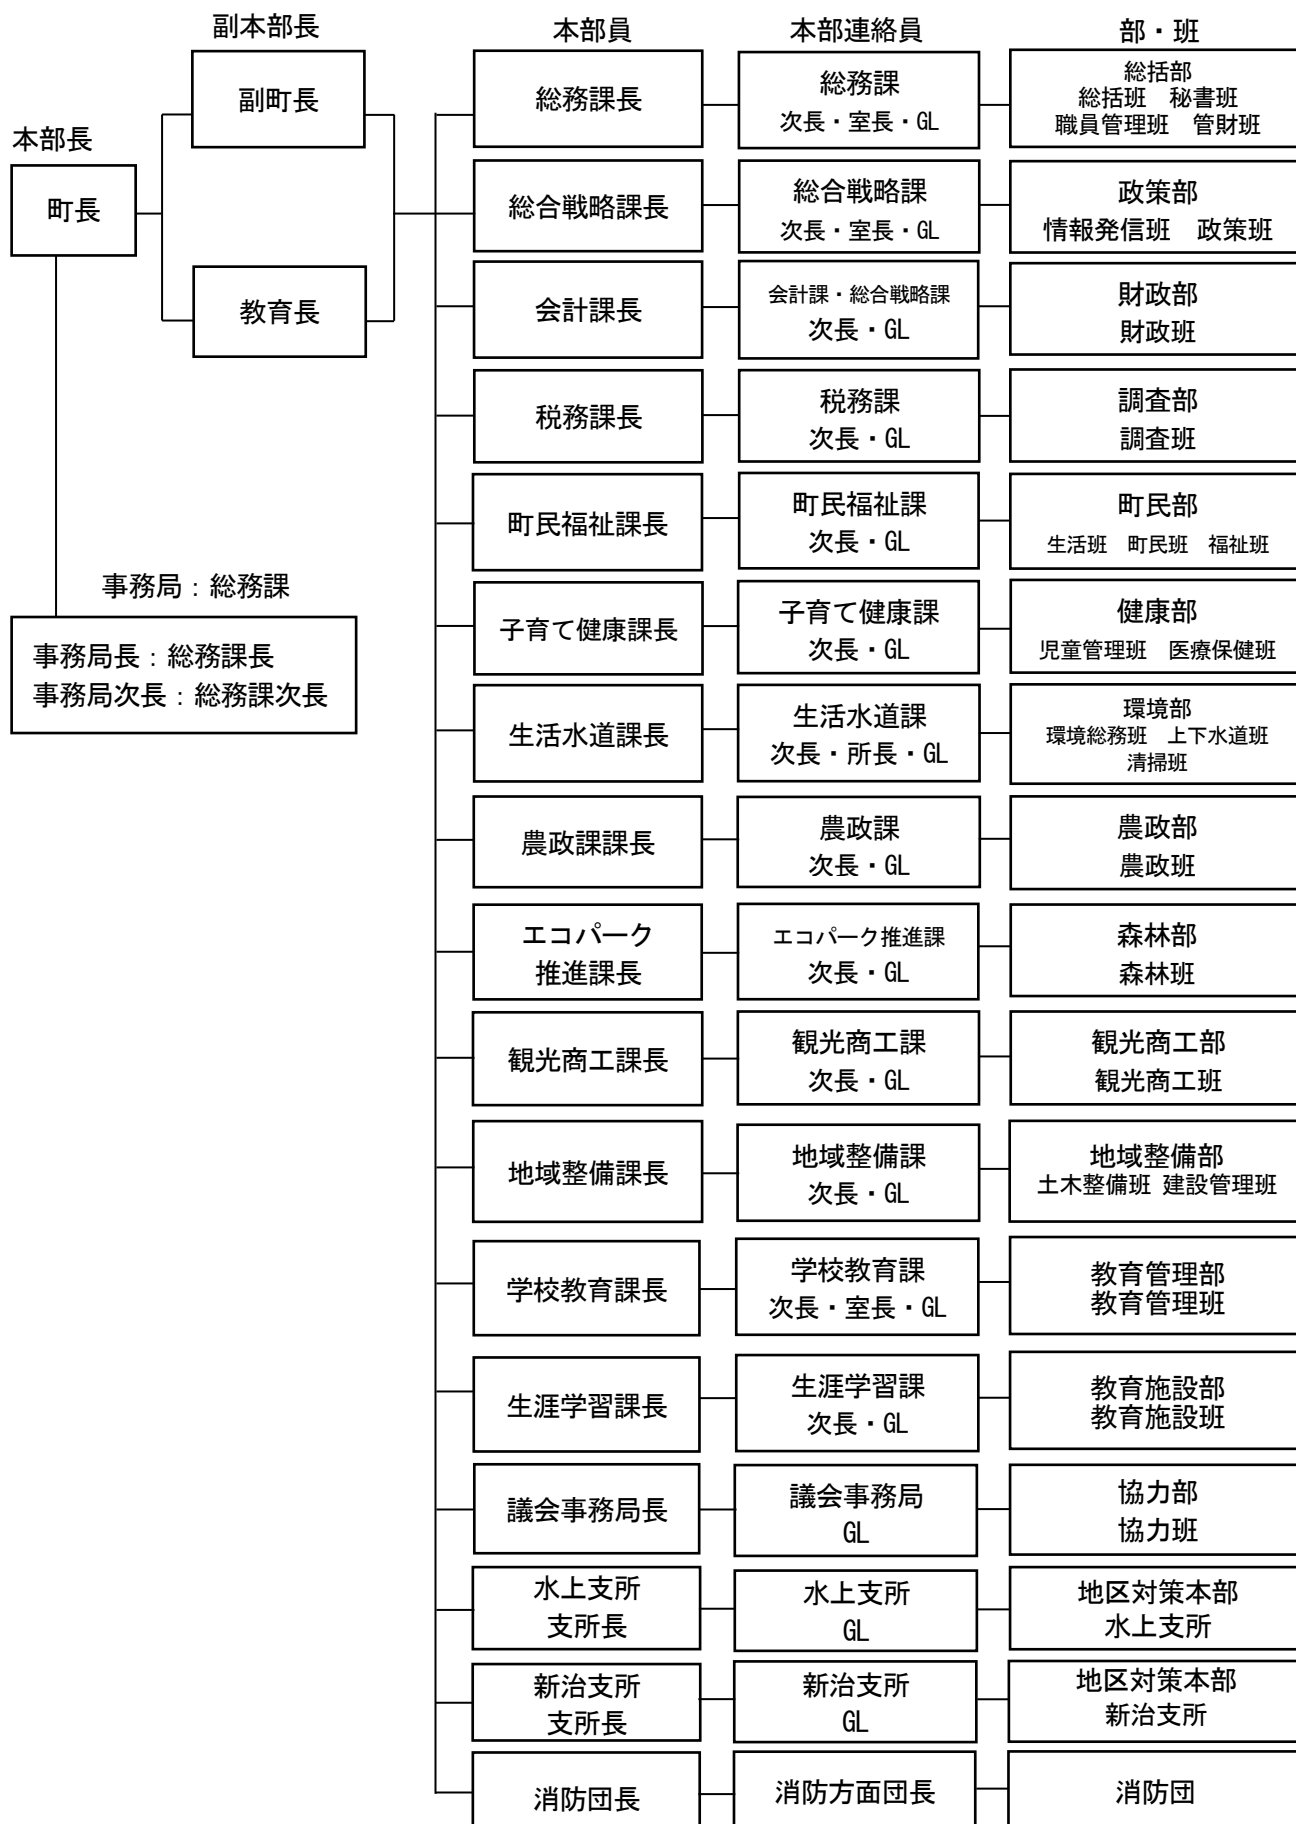 副本部長
本部員
本部連絡員
部・班
本部長
町長
副町長
教育長
事務局：総務課
事務局長：総務課長
事務局次長：総務課次長
総務課長
総務課
次長・室長・GL
総括部
総括班　秘書班
職員管理班　管財班
総合戦略課長
総合戦略課
次長・室長・GL
政策部
情報発信班　政策班
会計課長
会計課・総合戦略課
次長・GL
財政部
財政班
税務課長
税務課
次長・GL
調査部
調査班
町民福祉課長
町民福祉課
次長・GL
町民部
生活班　町民班　福祉班
子育て健康課長
子育て健康課
次長・GL
健康部
児童管理班　医療保健班
生活水道課長
生活水道課
次長・所長・GL
環境部
環境総務班　上下水道班
清掃班
農政課課長
農政課
次長・GL
農政部
農政班
エコパーク
推進課長
エコパーク推進課
次長・GL
森林部
森林班
観光商工課長
観光商工課
次長・GL
観光商工部
観光商工班
地域整備課長
地域整備課
次長・GL
地域整備部
土木整備班 建設管理班
学校教育課長
学校教育課
次長・室長・GL
教育管理部
教育管理班
生涯学習課長
生涯学習課
次長・GL
教育施設部
教育施設班
議会事務局長
議会事務局
GL
協力部
協力班
水上支所
支所長
水上支所
GL
地区対策本部
水上支所
新治支所
支所長
新治支所
GL
地区対策本部
新治支所
消防団長
消防方面団長
消防団